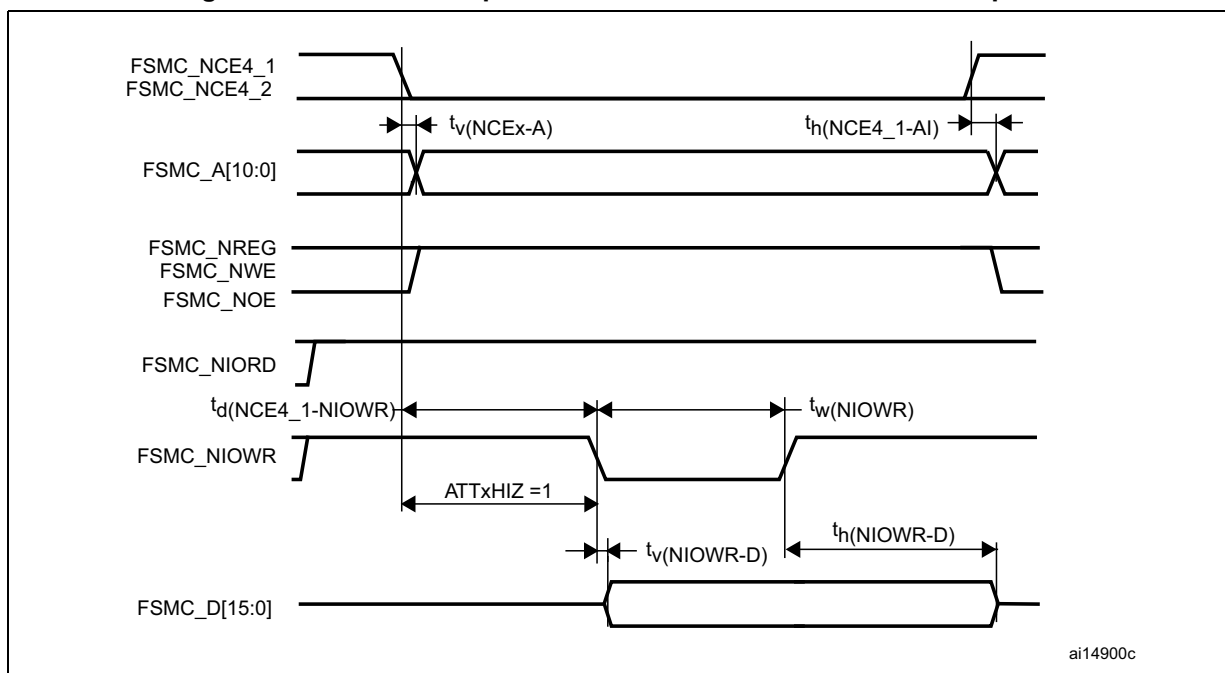 FSMC_NCE4_1
FSMC_NCE4_2
tv(NCEx-A)
th(NCE4_1-AI)
FSMC_A[10:0]
FSMC_NREG
FSMC_NWE
FSMC_NOE
FSMC_NIORD
td(NCE4_1-NIOWR)
tw(NIOWR)
FSMC_NIOWR
ATTxHIZ =1
th(NIOWR-D)
tv(NIOWR-D)
FSMC_D[15:0]
ai14900c